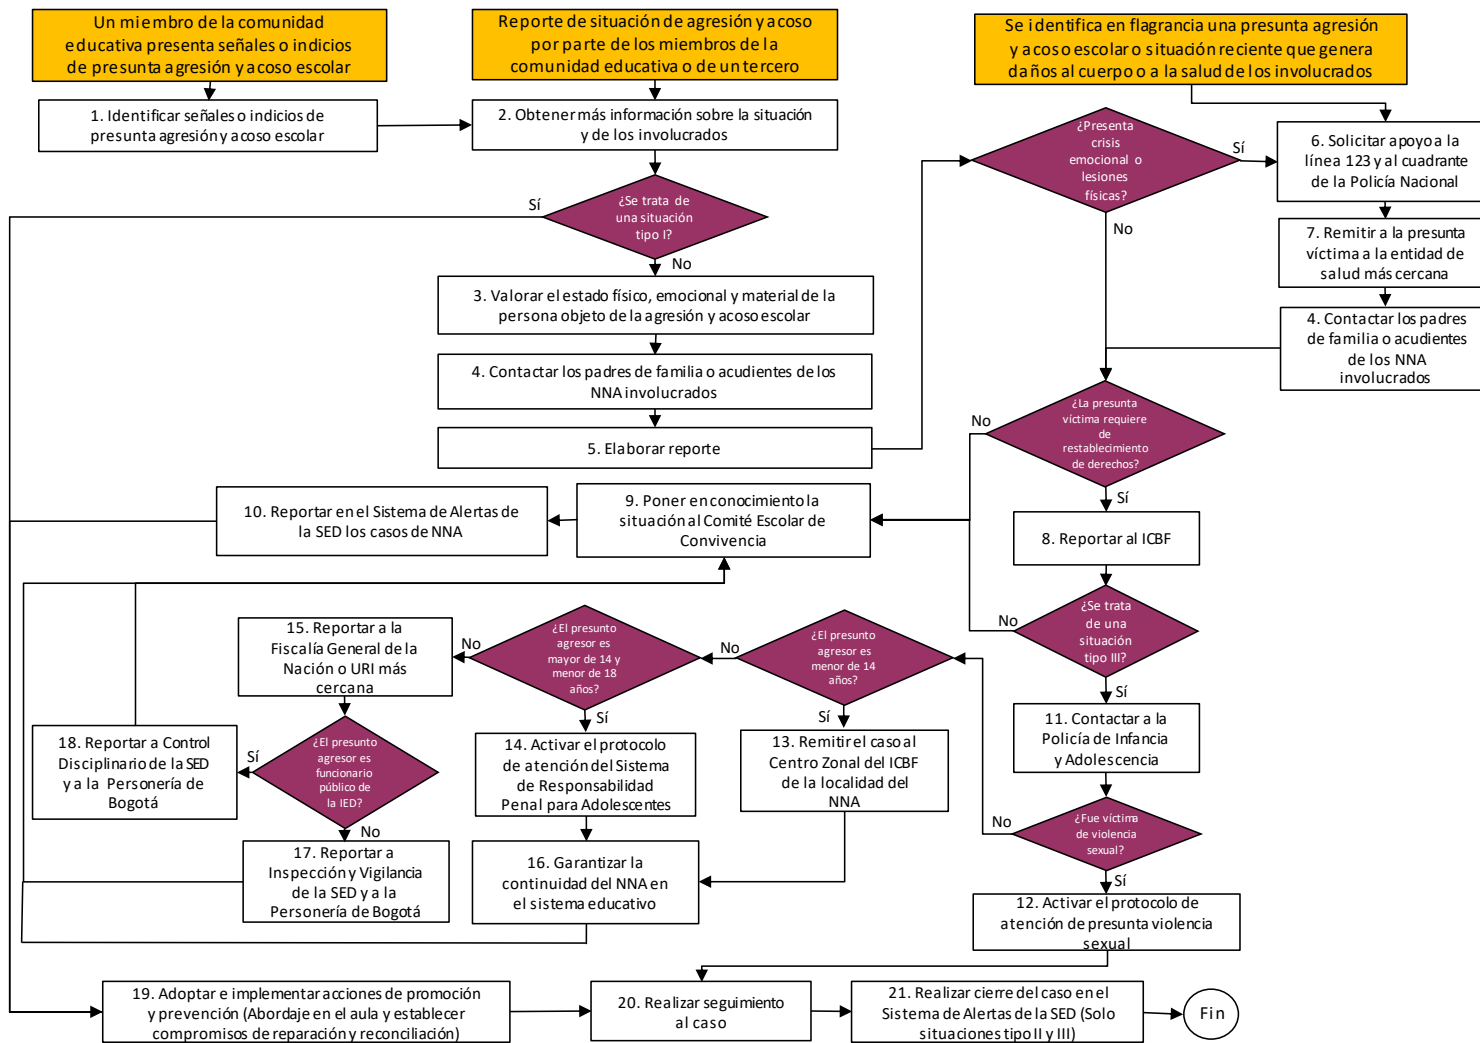 Un miembro de la comunidad
educativa presenta señales o indicios
de presunta agresión y acoso escolar
Reporte de situación de agresión y acoso
por parte de los miembros de la
comunidad educativa o de un tercero
Se identifica en flagrancia una presunta agresión
y acoso escolar o situación reciente que genera
daños al cuerpo o a la salud de los involucrados
1. Identificar señales o indicios de
presunta agresión y acoso escolar
2. Obtener más información sobre la situación
y de los involucrados
¿Presenta
crisis
emocional o
lesiones
físicas?
Sí
No
6. Solicitar apoyo a la
línea 123 y al cuadrante
de la Policía Nacional
¿Se trata de
una situación
tipo I?
Sí
No
7. Remitir a la presunta
víctima a la entidad de
salud más cercana
3. Valorar el estado físico, emocional y material de la
persona objeto de la agresión y acoso escolar
4. Contactar los padres
de familia o acudientes
de los NNA
involucrados
4. Contactar los padres de familia o acudientes de los
NNA involucrados
5. Elaborar reporte
¿La presunta
víctima requiere
de
restablecimiento
de derechos?
No
Sí
10. Reportar en el Sistema de Alertas de
la SED los casos de NNA
9. Poner en conocimiento la
situación al Comité Escolar de
Convivencia
8. Reportar al ICBF
¿Se trata
de una
situación
tipo III?
No
Sí
15. Reportar a la
Fiscalía General de la
Nación o URI más
cercana
No
¿El presunto
agresor es
mayor de 14 y
menor de 18
años?
Sí
No
¿El presunto
agresor es
menor de 14
años?
Sí
11. Contactar a la
Policía de Infancia
y Adolescencia
18. Reportar a Control
Disciplinario de la SED
y a la Personería de
Bogotá
Sí
¿El presunto
agresor es
funcionario
público de
la IED?
No
14. Activar el protocolo
de atención del Sistema
de Responsabilidad
Penal para Adolescentes
13. Remitir el caso al
Centro Zonal del ICBF
de la localidad del
NNA
No
¿Fue víctima
de violencia
sexual?
Sí
17. Reportar a
Inspección y Vigilancia
de la SED y a la
Personería de Bogotá
16. Garantizar la
continuidad del NNA en
el sistema educativo
12. Activar el protocolo de
atención de presunta violencia
sexual
19. Adoptar e implementar acciones de promoción
y prevención (Abordaje en el aula y establecer
compromisos de reparación y reconciliación)
20. Realizar seguimiento
al caso
21. Realizar cierre del caso en el
Sistema de Alertas de la SED (Solo
situaciones tipo II y III)
Fin